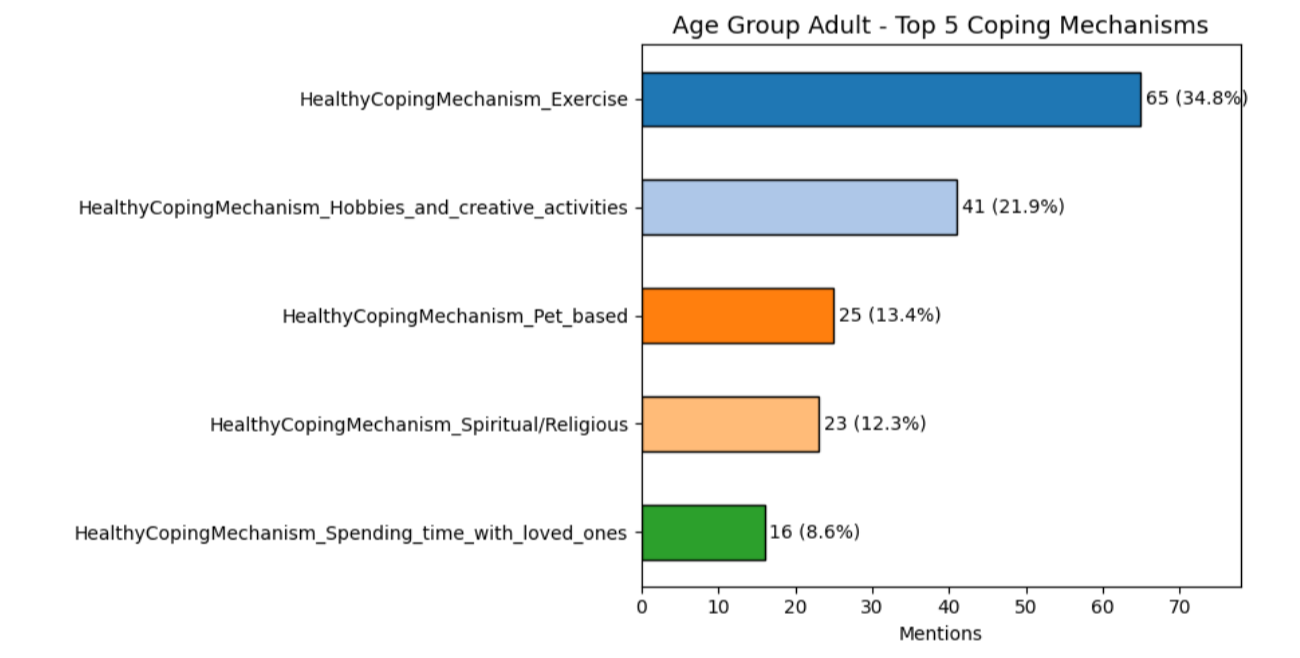 Age Group Adult - Top 5 Coping Mechanisms
HealthyCopingMechanism_Exercise
65 (34.8%)
HealthyCopingMechanism_Hobbies_and_creative_activities
41 (21.9%)
HealthyCopingMechanism_Pet_based
25 (13.4%)
HealthyCopingMechanism_Spiritual/Religious
23 (12.3%)
HealthyCopingMechanism_Spending_time_with_loved_ones
16 (8.6%)
0 10 20 30 40 50 60 70
Mentions